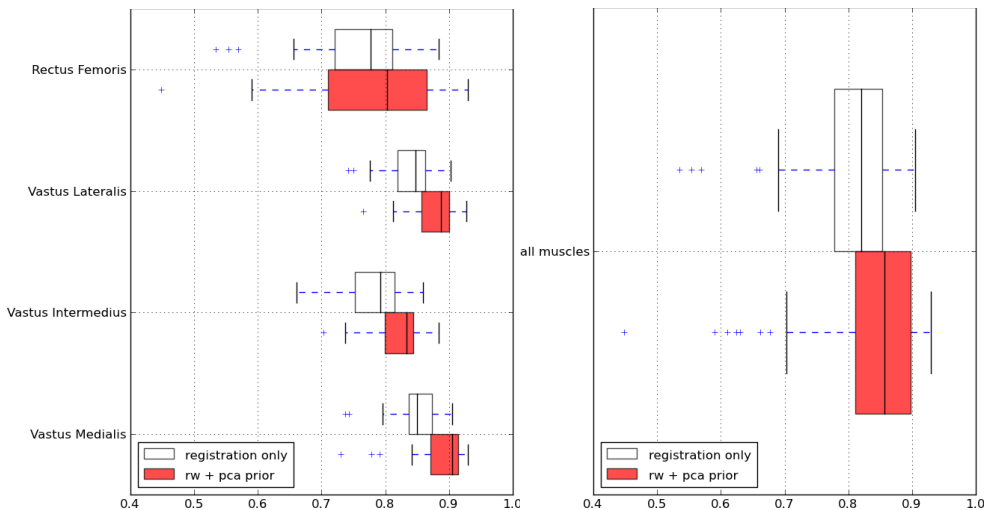 Rectus Femoris
Vastus Lateralis
Vastus Intermedius
Vastus Medialis
registration only
rw + pca prior
0.4 0.5 0.6 0.7 0.8 0.9 1.0
all muscles
registration only
rw + pca prior
0.4 0.5 0.6 0.7 0.8 0.9 1.0